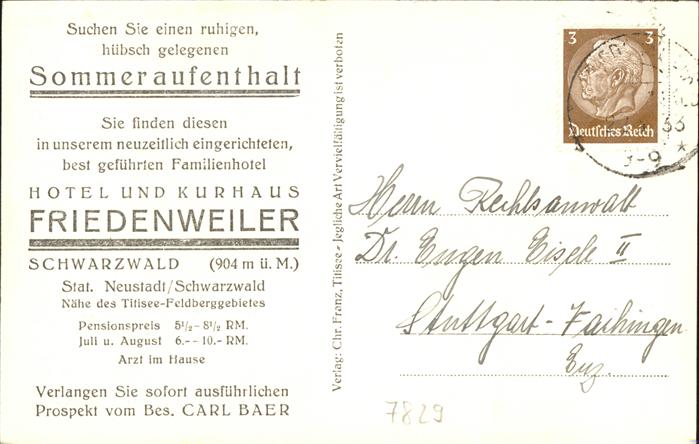 Suchen Sie einen ruhigen,
hübsch gelegenen
Sommeraufenthalt
Sie finden diesen
in unserem neuzeitlich eingerichteten,
best geführten Familienhotel
HOTEL UND KURHAUS
FRIEDENWEILER
SCHWARZWALD (904 m ü. M.)
Stat. Neustadt/Schwarzwald
Nähe des Titisee-Feldberggebietes
Pensionspreis 5½-8½ RM.
Juli u. August 6.-- 10.- RM.
Arzt im Hause
Verlangen Sie sofort ausführlichen
Prospekt vom Bes. CARL BAER
Verlag: Chr. Franz, Titisee - Jegliche Art Vervielfältigung ist verboten
3 3
Deutsches Reich
33
Herrn Rechtsanwalt
Dr. Eugen Eisele II
Stuttgart-Vaihingen
Enz.
7829